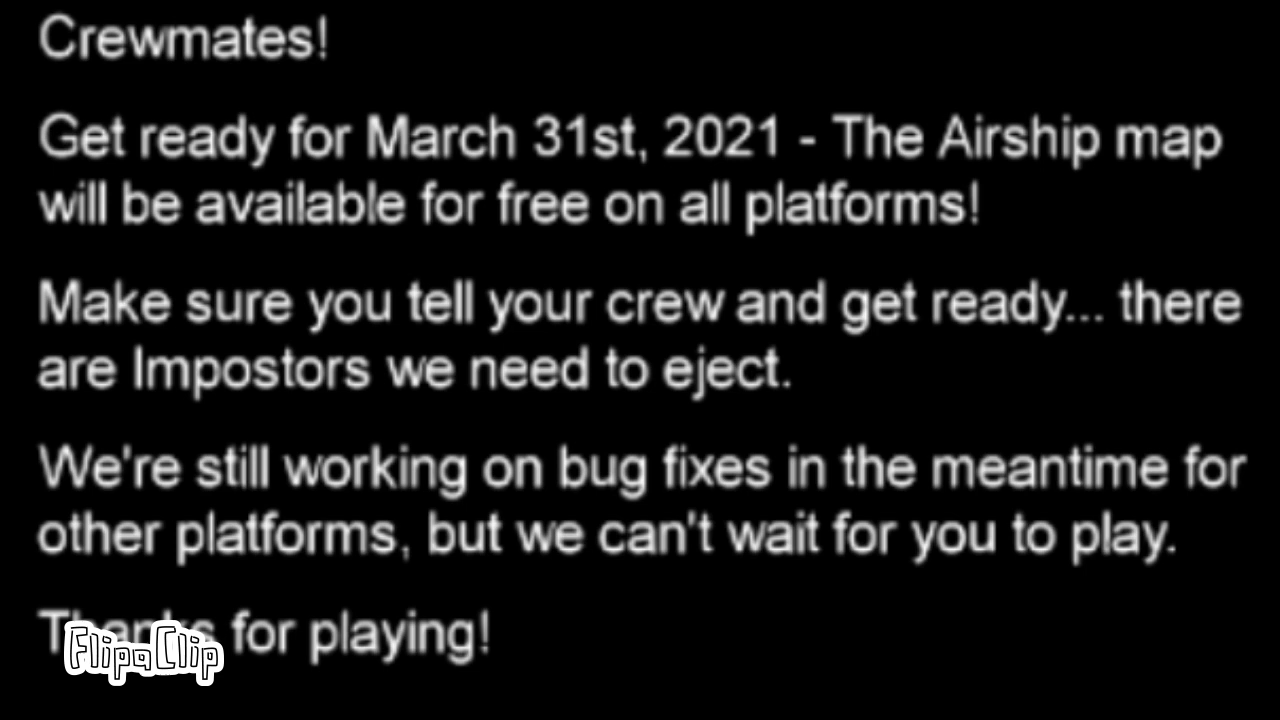 Crewmates!
Get ready for March 31st, 2021 - The Airship map
will be available for free on all platforms!
Make sure you tell your crew and get ready... there
are Impostors we need to eject.
We're still working on bug fixes in the meantime for
other platforms, but we can't wait for you to play.
Thanks for playing!
FlipaClip